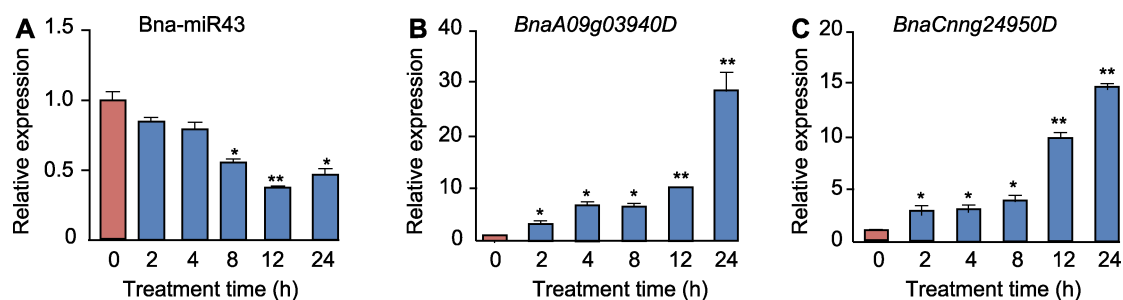 A Bna-miR43
Relative expression
1.5
1.0
0.5
0
* ** *
0 2 4 8 12 24
Treatment time (h)
B BnaA09g03940D
Relative expression
40
30
20
10
0
* * * ** **
0 2 4 8 12 24
Treatment time (h)
C BnaCnng24950D
Relative expression
20
15
10
5
0
* * * ** **
0 2 4 8 12 24
Treatment time (h)